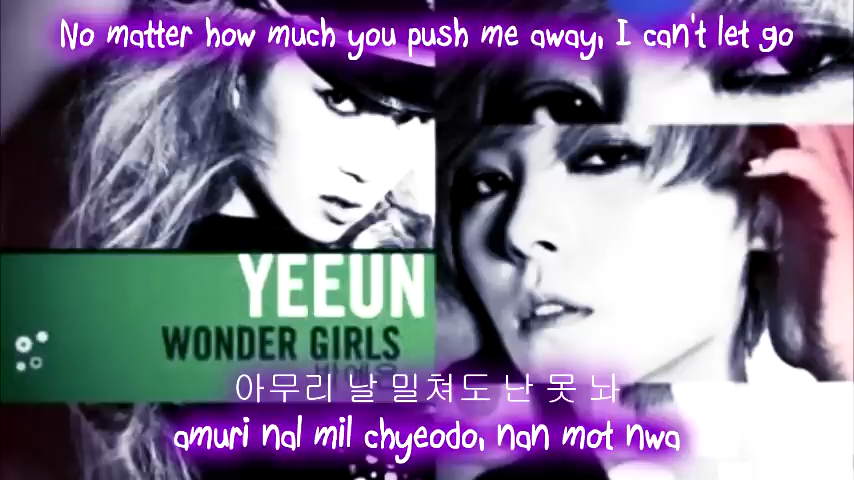 No matter how much you push me away, I can't let go
YEEUN
WONDER GIRLS
아무리 날 밀쳐도 난 못 놔
amuri nal mil chyeodo, nan mot nwa